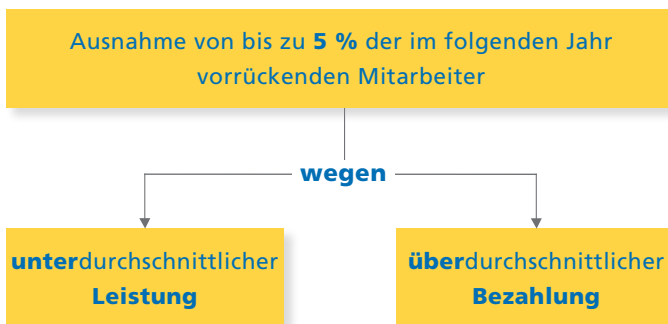 Ausnahme von bis zu 5 % der im folgenden Jahr
vorrückenden Mitarbeiter
wegen
unterdurchschnittlicher
Leistung
überdurchschnittlicher
Bezahlung